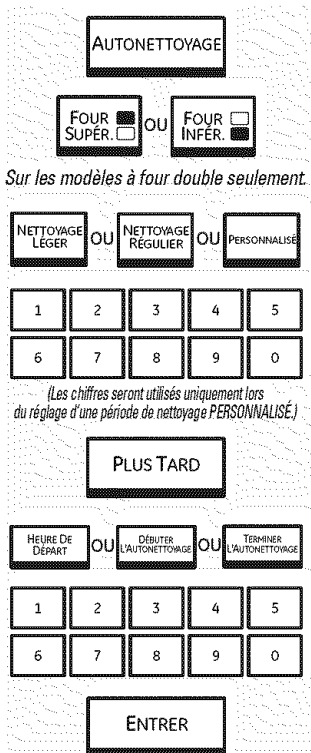 AUTONETTOYAGE
FOUR SUPÉR. OU FOUR INFÉR.
Sur les modèles à four double seulement.
NETTOYAGE LÉGER OU NETTOYAGE RÉGULIER OU PERSONNALISÉ
1 2 3 4 5
6 7 8 9 0
(Les chiffres seront utilisés uniquement lors
du réglage d'une période de nettoyage PERSONNALISÉ.)
PLUS TARD
HEURE DE DÉPART OU DÉBUTER L'AUTONETTOYAGE OU TERMINER L'AUTONETTOYAGE
1 2 3 4 5
6 7 8 9 0
ENTRER